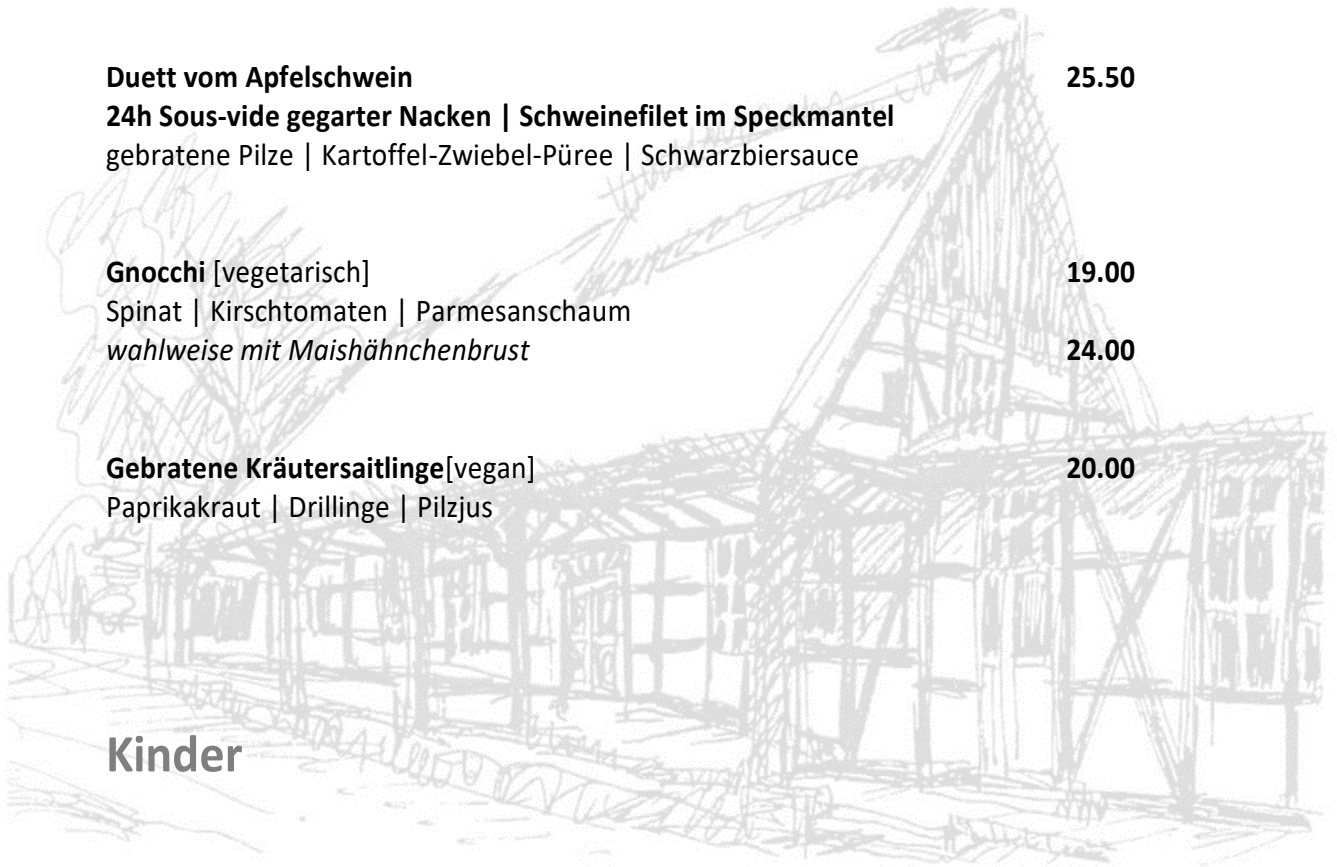 Duett vom Apfelschwein 25.50
24h Sous-vide gegarter Nacken | Schweinefilet im Speckmantel
gebratene Pilze | Kartoffel-Zwiebel-Püree | Schwarzbiersauce
Gnocchi [vegetarisch] 19.00
Spinat | Kirschtomaten | Parmesanschaum
wahlweise mit Maishähnchenbrust 24.00
Gebratene Kräutersaitlinge[vegan] 20.00
Paprikakraut | Drillinge | Pilzjus
Kinder